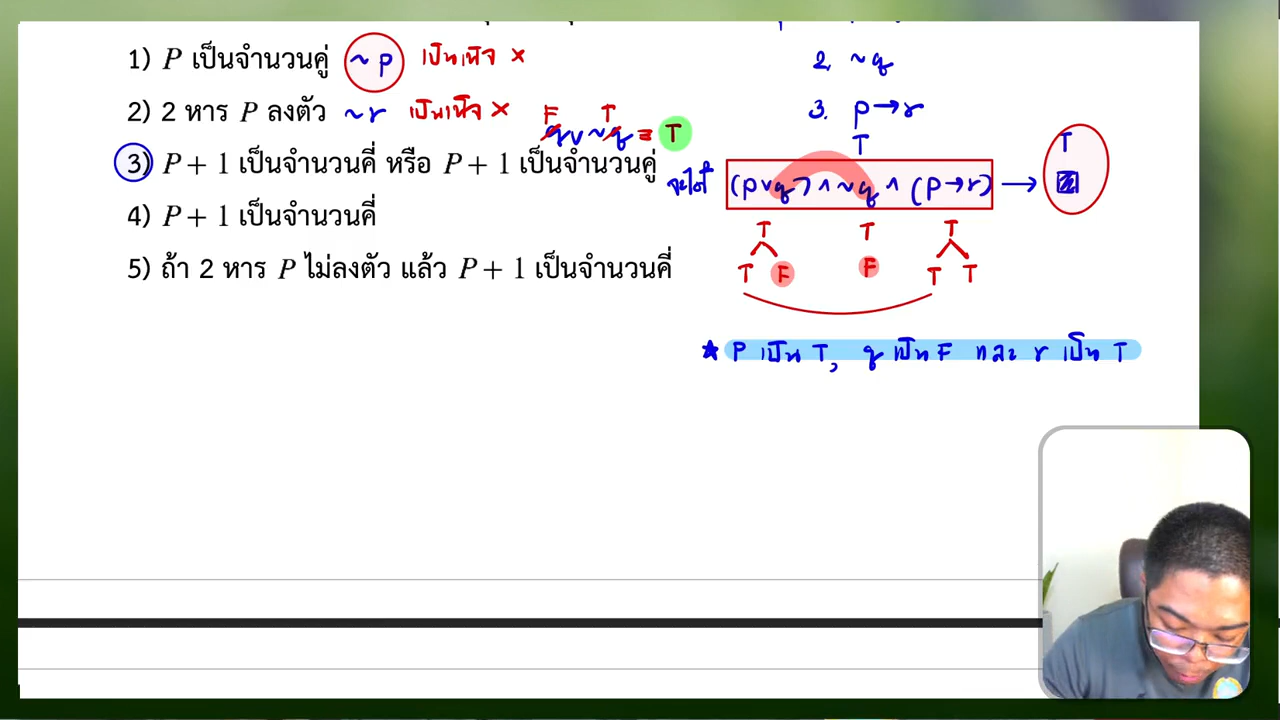 1) P เป็นจำนวนคู่ ~p เป็นเท็จ ×
2) 2 หาร P ลงตัว ~r เป็นเท็จ ×
F T
q ∨ ~q ≡ T
3) P + 1 เป็นจำนวนคี่ หรือ P + 1 เป็นจำนวนคู่
4) P + 1 เป็นจำนวนคี่
5) ถ้า 2 หาร P ไม่ลงตัว แล้ว P + 1 เป็นจำนวนคี่
2. ~q
3. p → r
T T
จะได้ (p ∨ q) ∧ ~q ∧ (p → r) →
T T T
T F F T T
* P เป็น T, q เป็น F และ r เป็น T